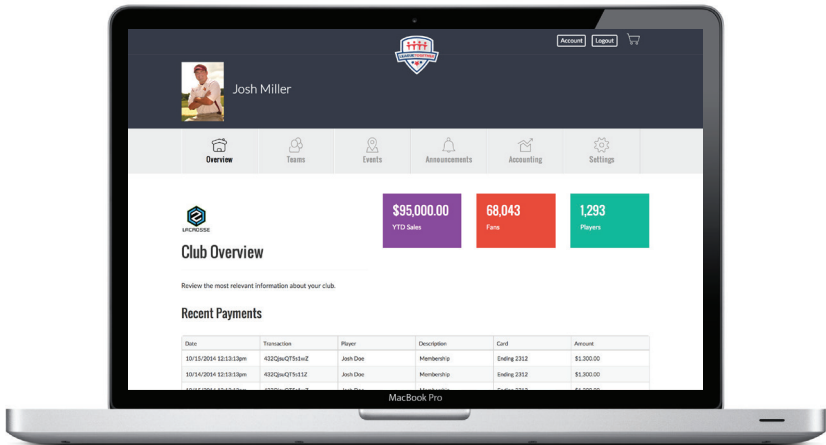 Account Logout
LEAGUETOGETHER
Josh Miller
Overview Teams Events Announcements Accounting Settings
$95,000.00 68,043 1,293
YTD Sales Fans Players
LACROSSE
Club Overview
Review the most relevant information about your club.
Recent Payments
Date Transaction Player Description Card Amount
10/15/2014 12:13:13pm 432QjsuQT5s1wZ Josh Doe Membership Ending 2312 $1,300.00
10/14/2014 12:13:13pm 432QjsuQT5s11Z Josh Doe Membership Ending 2312 $1,300.00
MacBook Pro